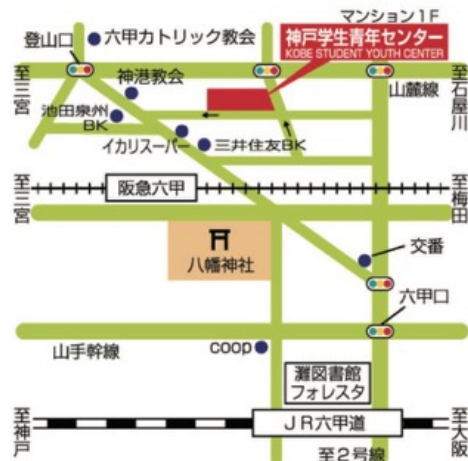 マンション1F
神戸学生青年センター
KOBE STUDENT YOUTH CENTER
登山口
六甲カトリック教会
至三宮
神港教会
至石屋川
山麓線
池田泉州
BK
イカリスーパー
三井住友BK
至三宮
阪急六甲
至梅田
八幡神社
交番
六甲口
山手幹線
coop
灘図書館
フォレスタ
至神戸
JR六甲道
至大阪
至2号線